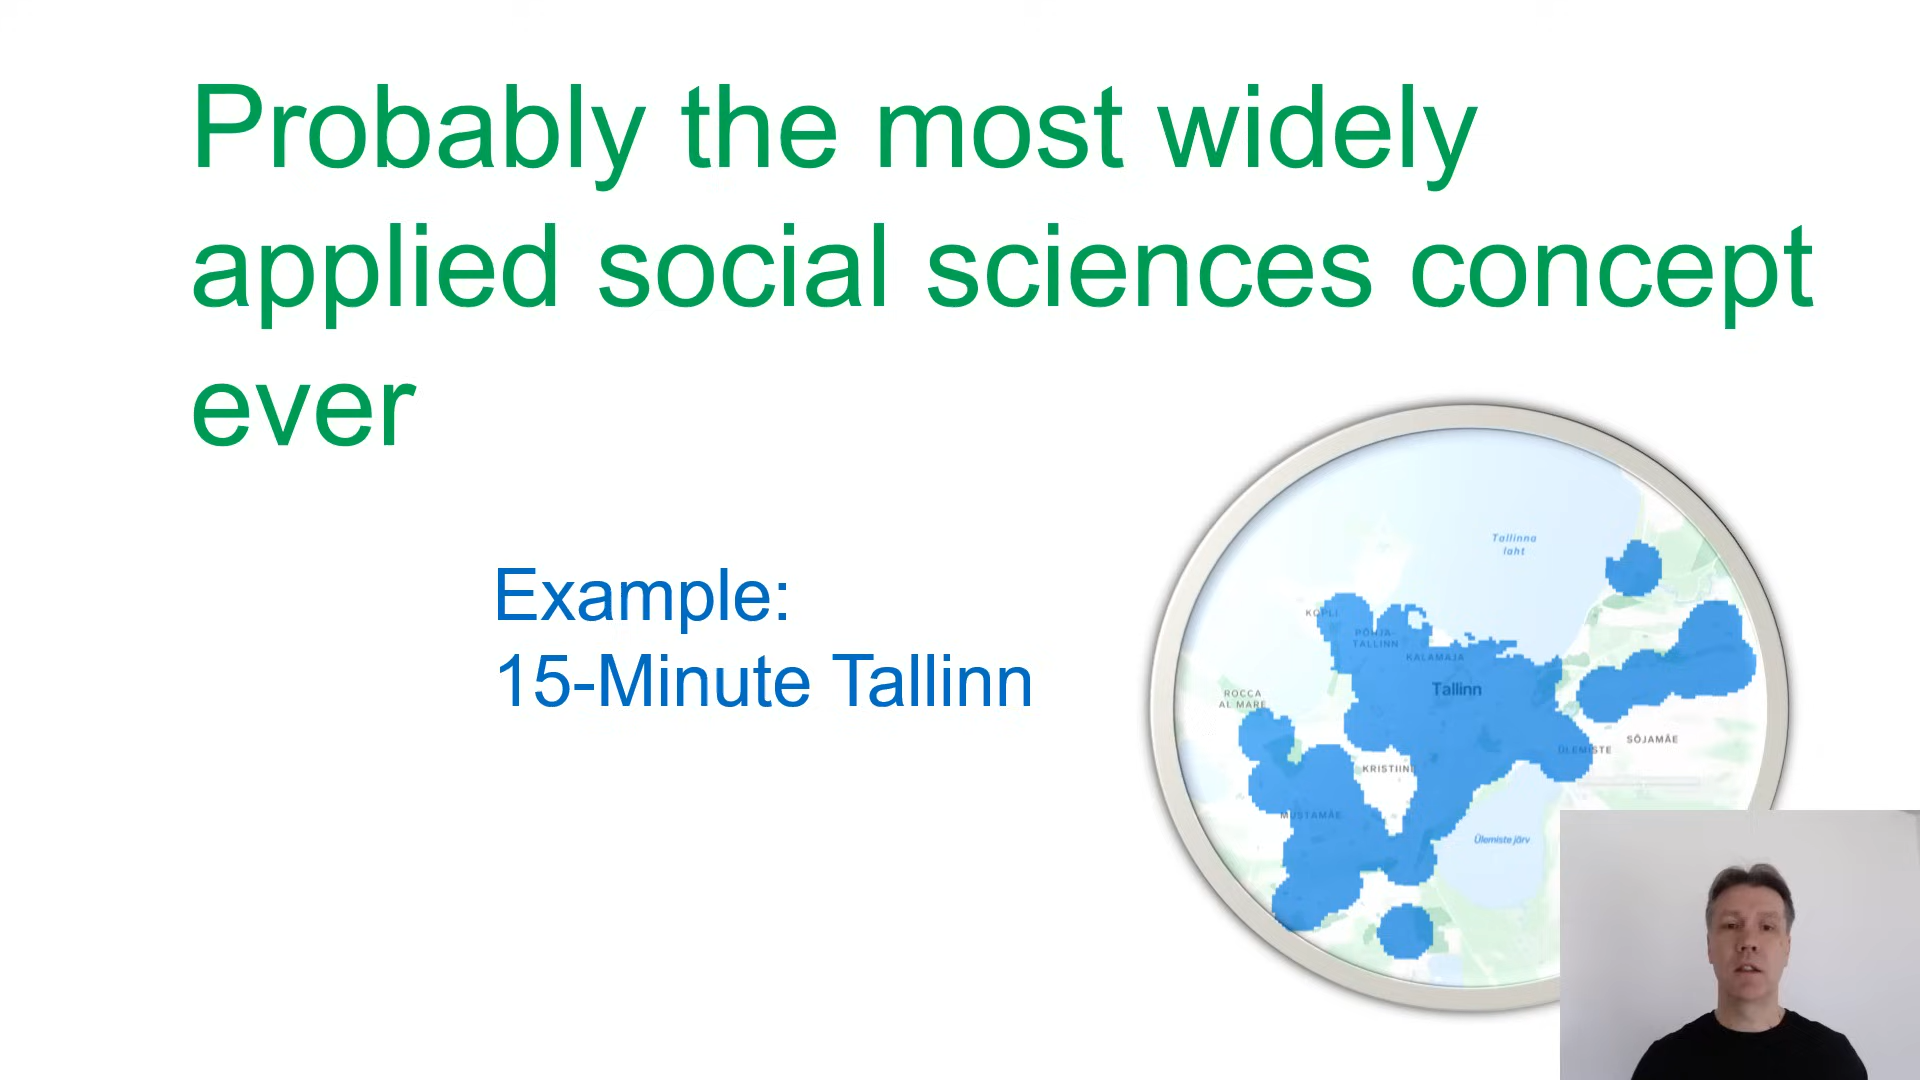 Probably the most widely
applied social sciences concept
ever
Example:
15-Minute Tallinn
Tallinna
laht
KOPLI
PÕHJA-
TALLINN
KALAMAJA
Tallinn
ROCCA
AL MARE
ÜLEMISTE
SÕJAMÄE
KRISTIINE
MUSTAMÄE
Ülemiste järv